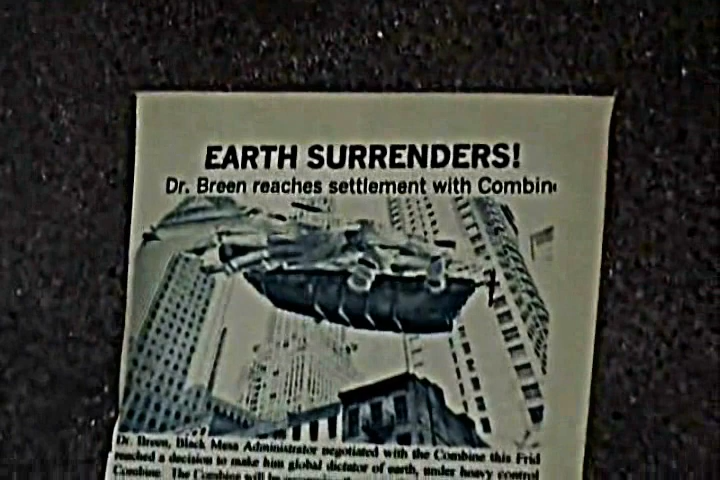 EARTH SURRENDERS!
Dr. Breen reaches settlement with Combin
Dr. Breen, Black Mesa Administrator negotiated with the Combine this Frid
reached a decision to make him global dictator of earth, under heavy control
Combine. The Combine will be